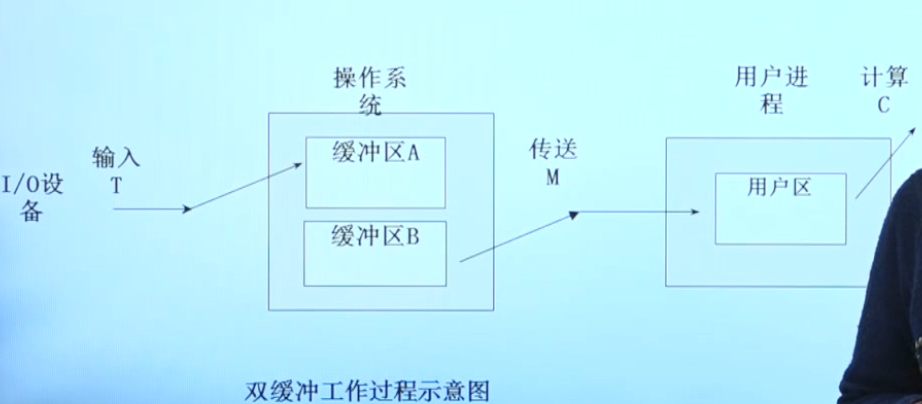 操作系
统
用户进
程
计算
C
输入
T
I/O设
备
缓冲区A
缓冲区B
传送
M
用户区
双缓冲工作过程示意图